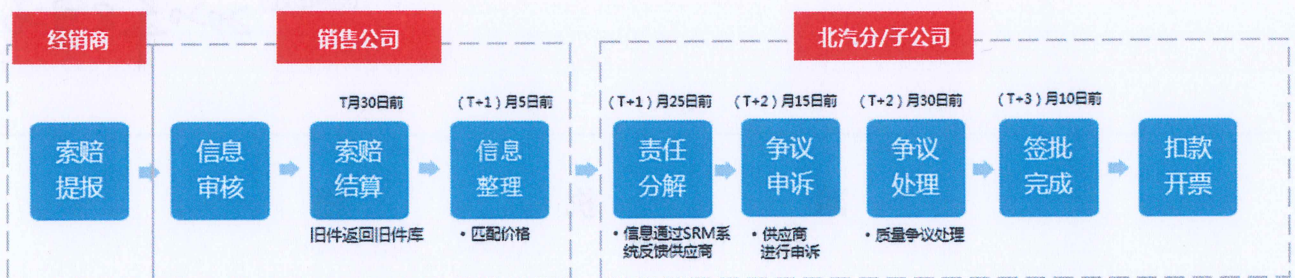 经销商
销售公司
北汽分/子公司
T月30日前
(T+1)月5日前
(T+1)月25日前
(T+2)月15日前
(T+2)月30日前
(T+3)月10日前
索赔
提报
信息
审核
索赔
结算
信息
整理
责任
分解
争议
申诉
争议
处理
签批
完成
扣款
开票
旧件返回旧件库
• 匹配价格
• 信息通过SRM系
统反馈供应商
• 供应商
进行申诉
• 质量争议处理